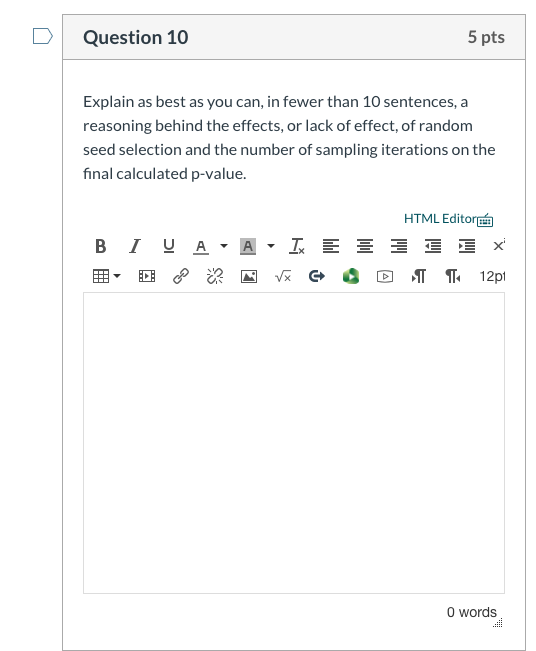 Question 10 5 pts
Explain as best as you can, in fewer than 10 sentences, a
reasoning behind the effects, or lack of effect, of random
seed selection and the number of sampling iterations on the
final calculated p-value.
HTML Editor
B I U A A Tx x
√x 12pt
0 words